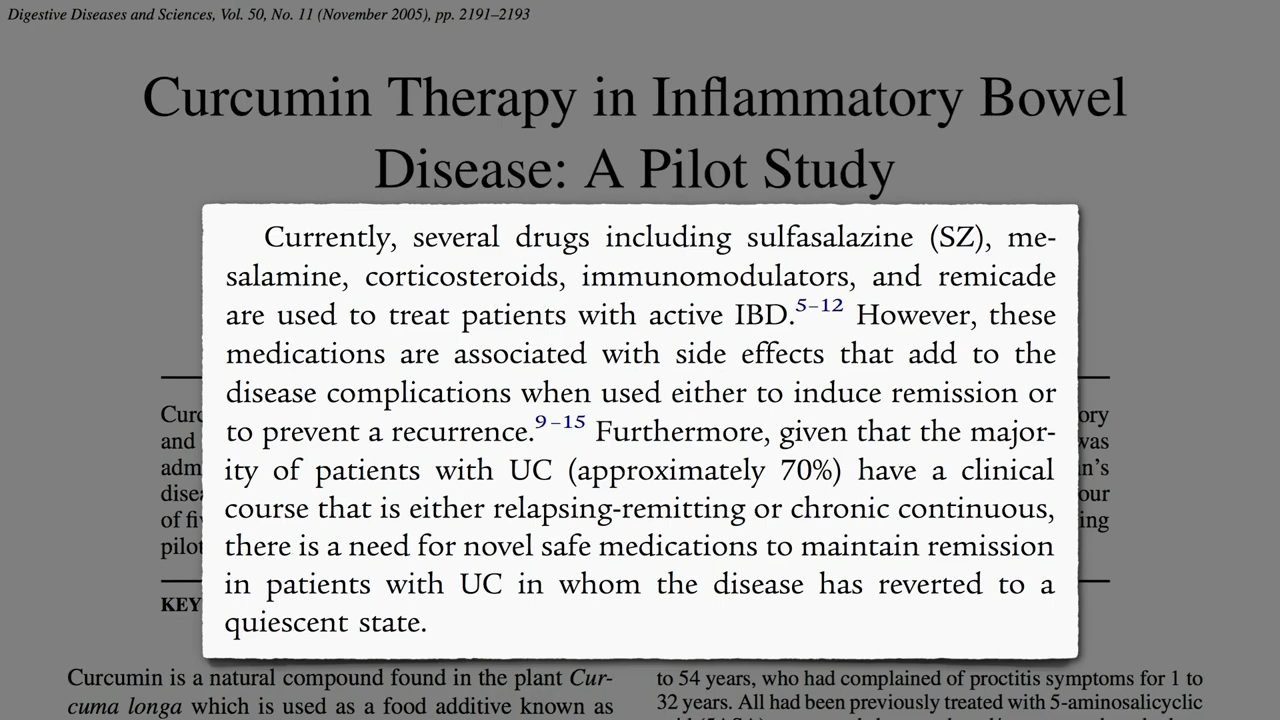 Digestive Diseases and Sciences, Vol. 50, No. 11 (November 2005), pp. 2191–2193
Curcumin Therapy in Inflammatory Bowel
Disease: A Pilot Study
Currently, several drugs including sulfasalazine (SZ), me-
salamine, corticosteroids, immunomodulators, and remicade
are used to treat patients with active IBD.5–12 However, these
medications are associated with side effects that add to the
disease complications when used either to induce remission or
to prevent a recurrence.9–15 Furthermore, given that the major-
ity of patients with UC (approximately 70%) have a clinical
course that is either relapsing-remitting or chronic continuous,
there is a need for novel safe medications to maintain remission
in patients with UC in whom the disease has reverted to a
quiescent state.
and
of
KEY
Curcumin is a natural compound found in the plant Cur-
cuma longa which is used as a food additive known as
to 54 years, who had complained of proctitis symptoms for 1 to
32 years. All had been previously treated with 5-aminosalicyclic